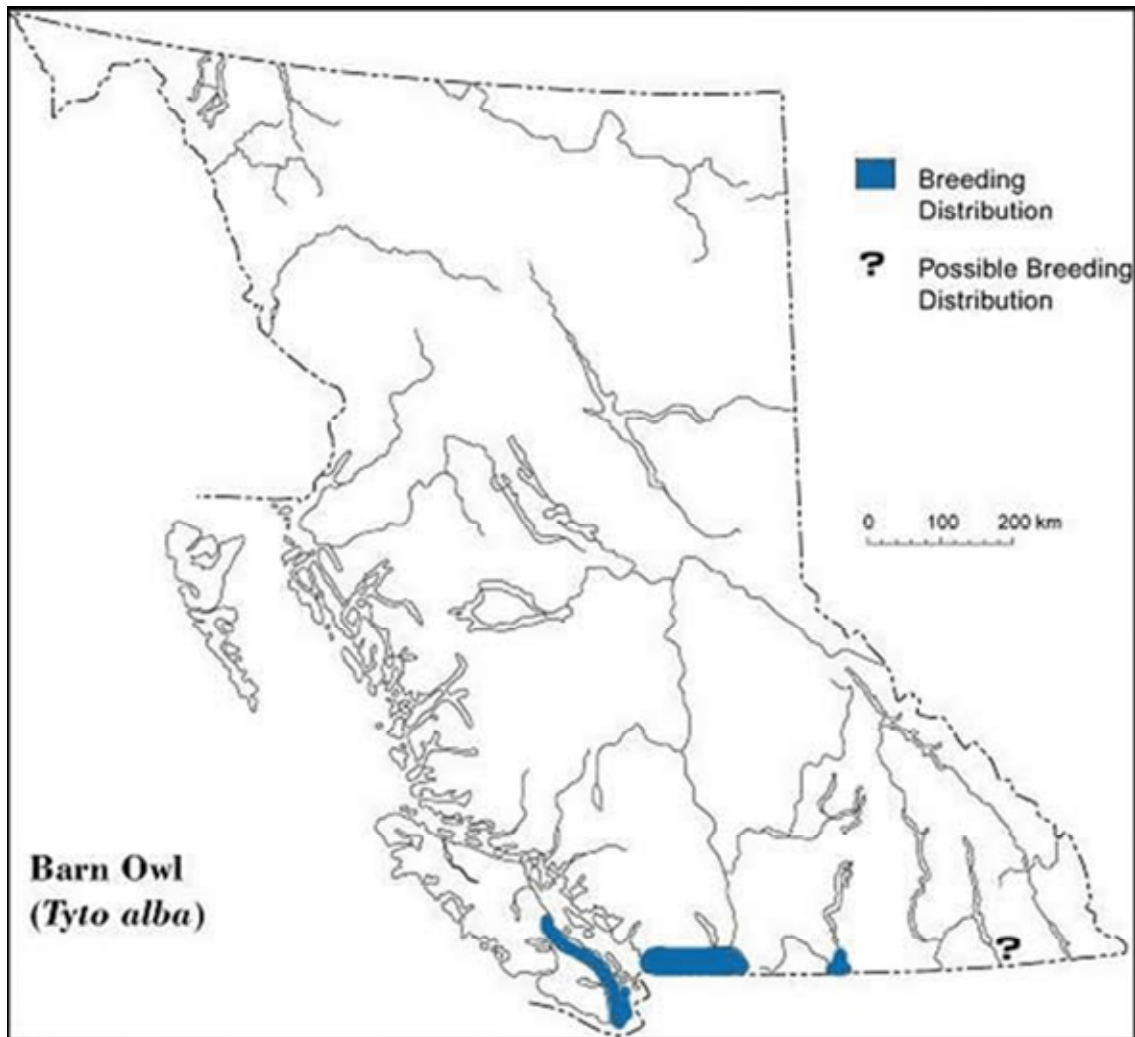 Breeding
Distribution
? Possible Breeding
Distribution
0 100 200 km
Barn Owl
(Tyto alba)
?